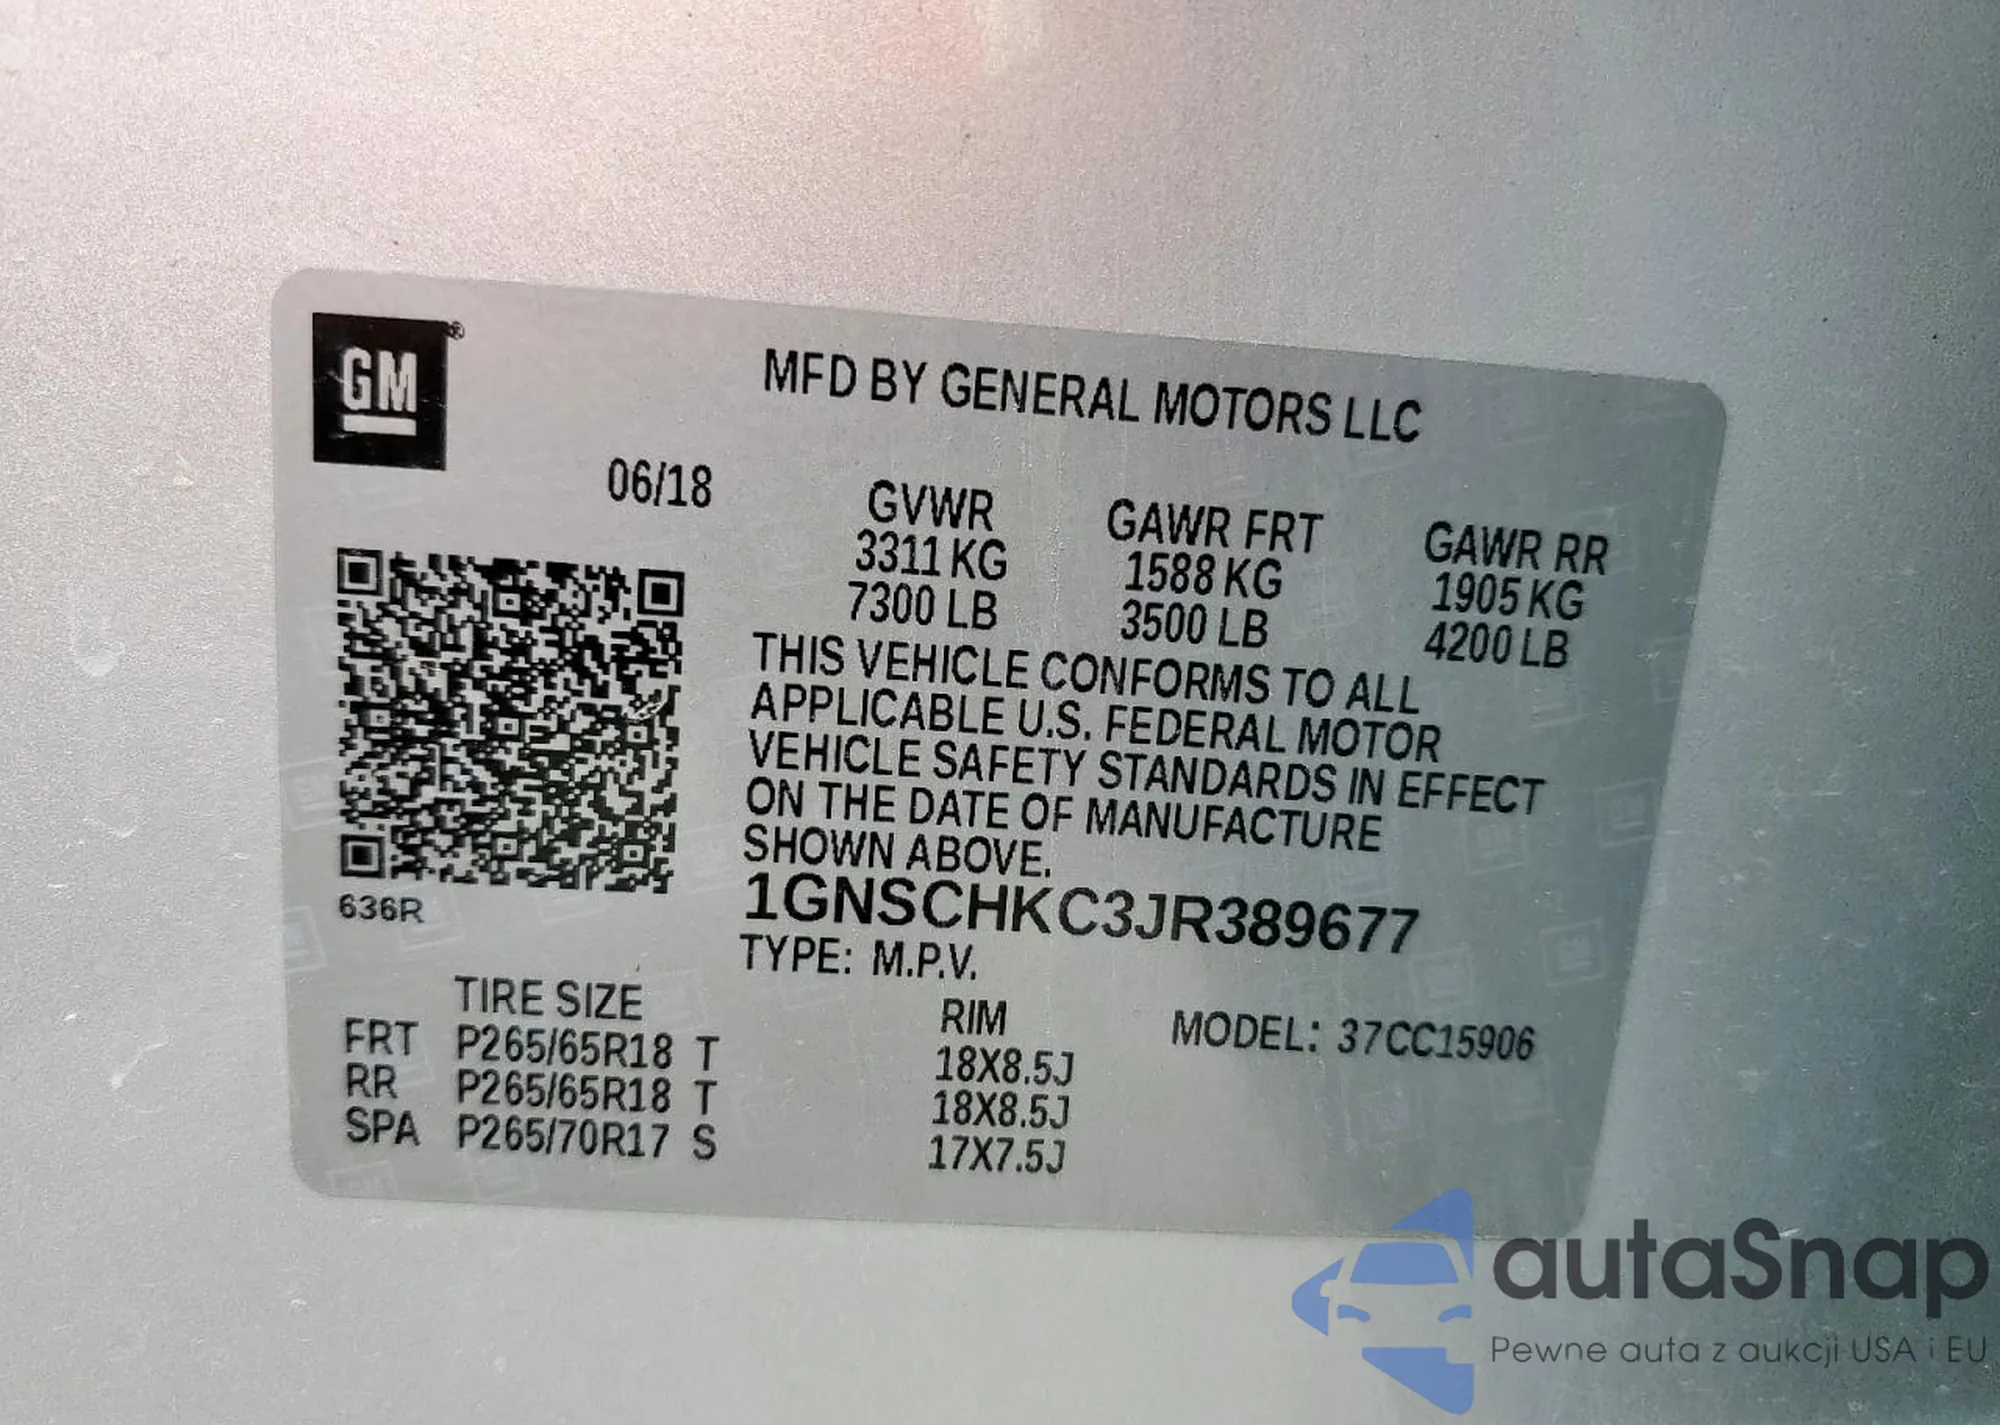 GM®
MFD BY GENERAL MOTORS LLC
06/18
GVWR GAWR FRT GAWR RR
3311 KG 1588 KG 1905 KG
7300 LB 3500 LB 4200 LB
THIS VEHICLE CONFORMS TO ALL
APPLICABLE U.S. FEDERAL MOTOR
VEHICLE SAFETY STANDARDS IN EFFECT
ON THE DATE OF MANUFACTURE
SHOWN ABOVE.
636R
1GNSCHKC3JR389677
TYPE: M.P.V.
TIRE SIZE RIM MODEL: 37CC15906
FRT P265/65R18 T 18X8.5J
RR P265/65R18 T 18X8.5J
SPA P265/70R17 S 17X7.5J
autaSnap
Pewne auta z aukcji USA i EU